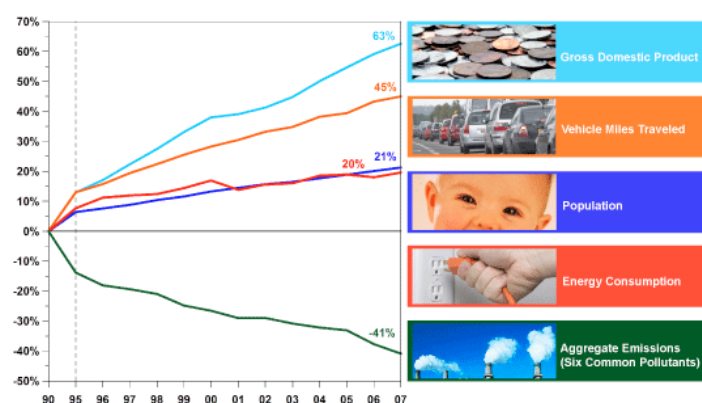 70%
60%
50%
40%
30%
20%
10%
0%
-10%
-20%
-30%
-40%
-50%
90 95 96 97 98 99 00 01 02 03 04 05 06 07
63%
45%
21%
20%
-41%
Gross Domestic Product
Vehicle Miles Traveled
Population
Energy Consumption
Aggregate Emissions
(Six Common Pollutants)